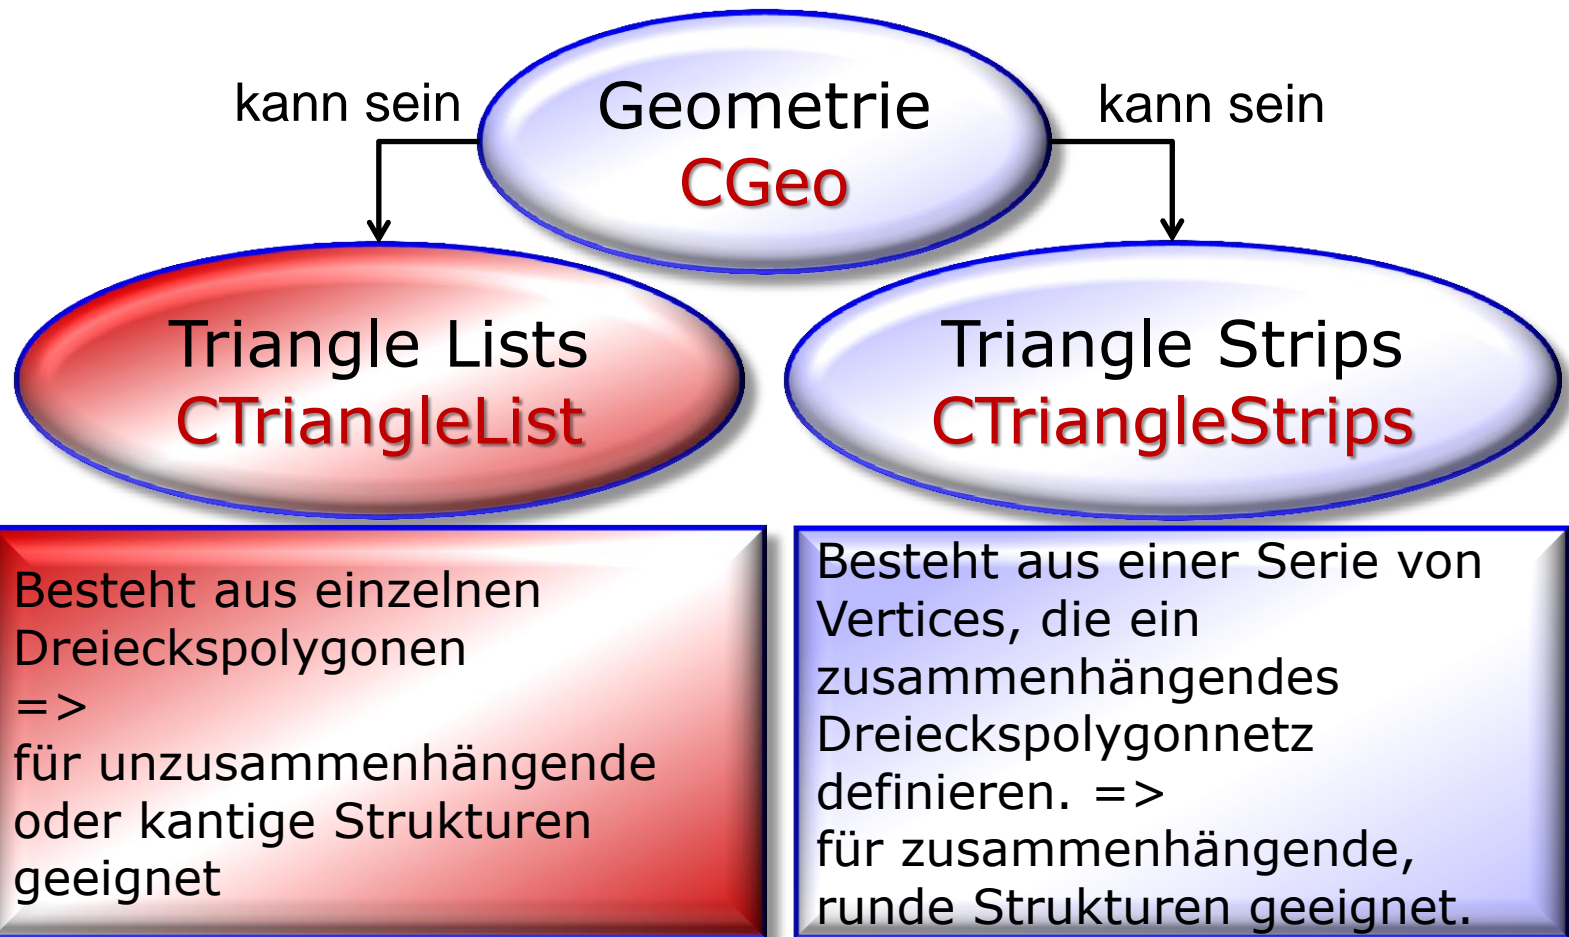 kann sein
Geometrie
CGeo
kann sein
Triangle Lists
CTriangleList
Triangle Strips
CTriangleStrips
Besteht aus einzelnen
Dreieckspolygonen
=>
für unzusammenhängende
oder kantige Strukturen
geeignet
Besteht aus einer Serie von
Vertices, die ein
zusammenhängendes
Dreieckspolygonnetz
definieren. =>
für zusammenhängende,
runde Strukturen geeignet.